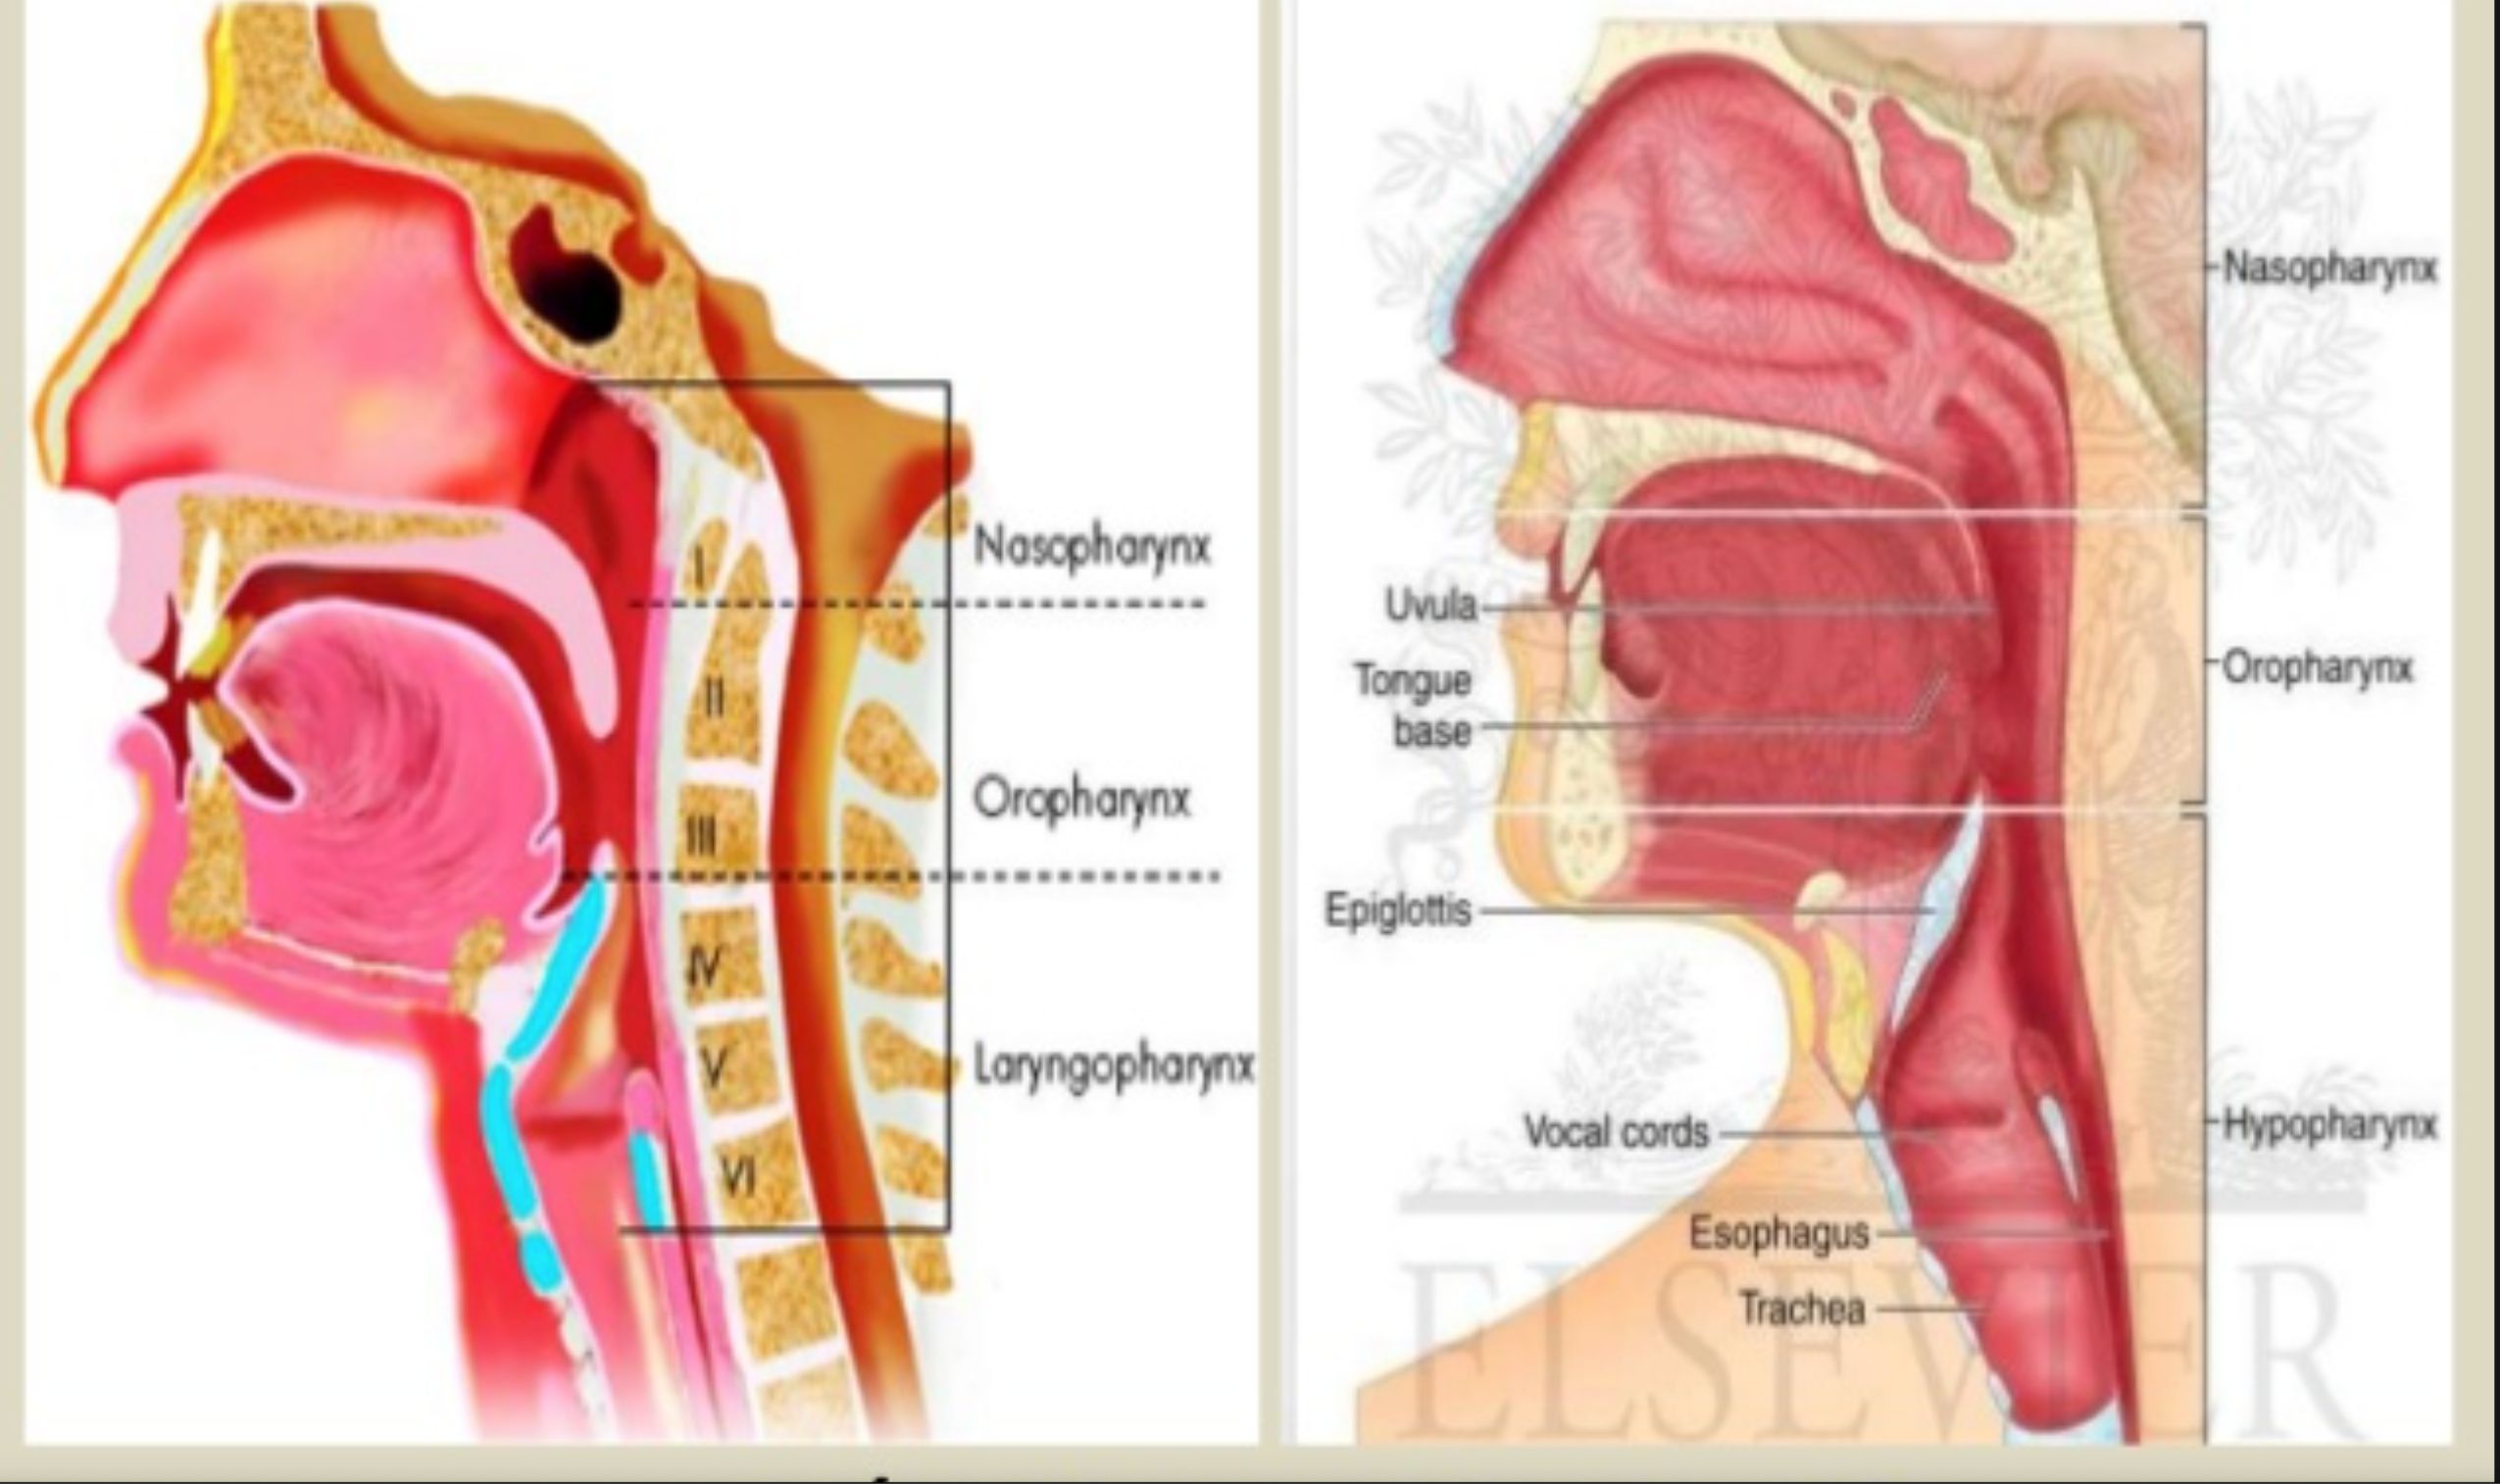 Nasopharynx
Oropharynx
Laryngopharynx
I
II
III
IV
V
VI
Nasopharynx
Uvula
Tongue
base
Oropharynx
Epiglottis
Vocal cords
Hypopharynx
Esophagus
Trachea
ELSEVIER